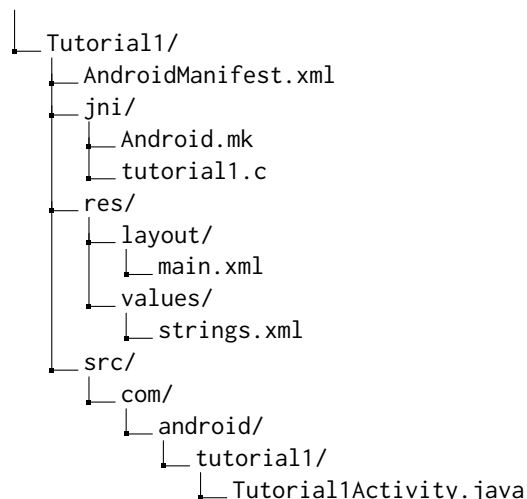 Tutorial1/
AndroidManifest.xml
jni/
Android.mk
tutorial1.c
res/
layout/
main.xml
values/
strings.xml
src/
com/
android/
tutorial1/
Tutorial1Activity.java